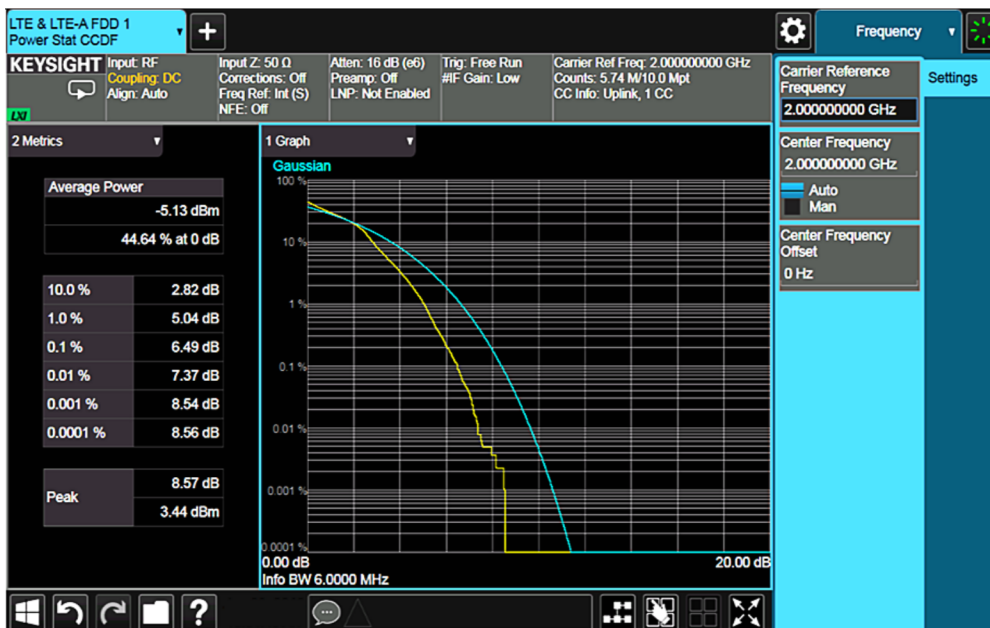 LTE & LTE-A FDD 1
Power Stat CCDF
+
Frequency
KEYSIGHT
LXI
Input: RF
Coupling: DC
Align: Auto
Input Z: 50 Ω
Corrections: Off
Freq Ref: Int (S)
NFE: Off
Atten: 16 dB (e6)
Preamp: Off
LNP: Not Enabled
Trig: Free Run
#IF Gain: Low
Carrier Ref Freq: 2.000000000 GHz
Counts: 5.74 M/10.0 Mpt
CC Info: Uplink, 1 CC
Carrier Reference
Frequency
2.000000000 GHz
Settings
Center Frequency
2.000000000 GHz
Auto
Man
Center Frequency
Offset
0 Hz
2 Metrics
Average Power
-5.13 dBm
44.64 % at 0 dB
10.0 % 2.82 dB
1.0 % 5.04 dB
0.1 % 6.49 dB
0.01 % 7.37 dB
0.001 % 8.54 dB
0.0001 % 8.56 dB
Peak
8.57 dB
3.44 dBm
1 Graph
Gaussian
100 %
10 %
1 %
0.1 %
0.01 %
0.001 %
0.0001 %
0.00 dB 20.00 dB
Info BW 6.0000 MHz
?